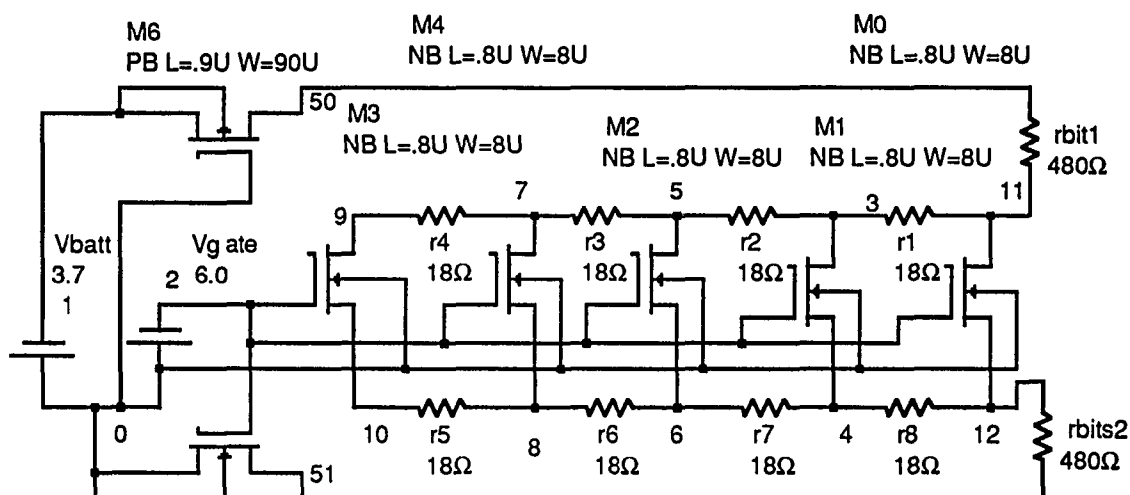 M6
PB L=.9U W=90U
M4
NB L=.8U W=8U
M0
NB L=.8U W=8U
50
M3
NB L=.8U W=8U
M2
NB L=.8U W=8U
M1
NB L=.8U W=8U
rbit1
480Ω
9
7
5
3
11
r4
18Ω
r3
18Ω
r2
18Ω
r1
18Ω
Vbatt
3.7
1
Vg ate
6.0
2
0
10
r5
18Ω
8
r6
18Ω
6
r7
18Ω
4
r8
18Ω
12
rbits2
480Ω
51